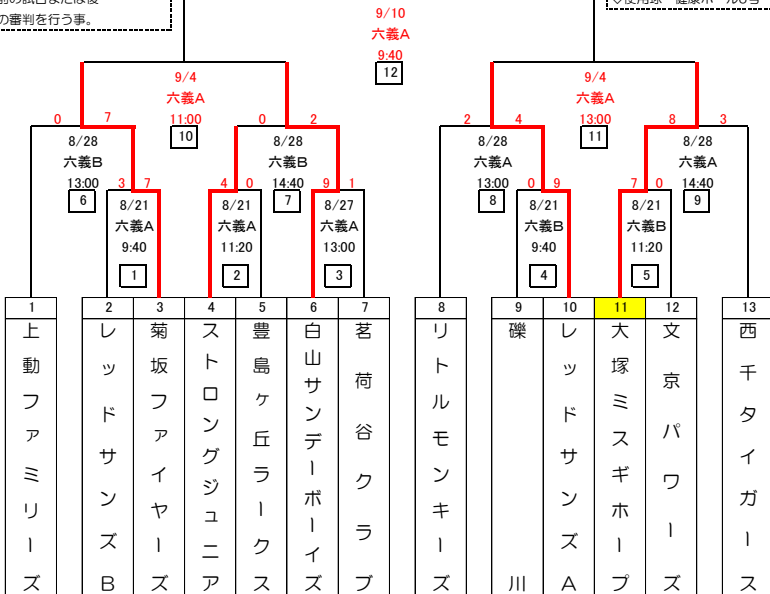 の審判を行う事。
9/10
六義A
9:40
12
9/4
六義A
11:00
10
9/4
六義A
13:00
11
0 7
0 2
2 4
8 3
8/28
六義B
13:00
6
8/28
六義B
14:40
7
8/28
六義A
13:00
8
8/28
六義A
14:40
9
3 7
4 0
9 1
0 9
7 0
8/21
六義A
9:40
1
8/21
六義A
11:20
2
8/27
六義A
13:00
3
8/21
六義B
9:40
4
8/21
六義B
11:20
5
1
上動ファミリーズ
2
レッドサンズB
3
菊坂ファイヤーズ
4
ストロングジュニア
5
豊島ヶ丘ラークス
6
白山サンデーボーイズ
7
茗荷谷クラブ
8
リトルモンキーズ
9
礫川
10
レッドサンズA
11
大塚ミスギホープ
12
文京パワーズ
13
西千タイガース